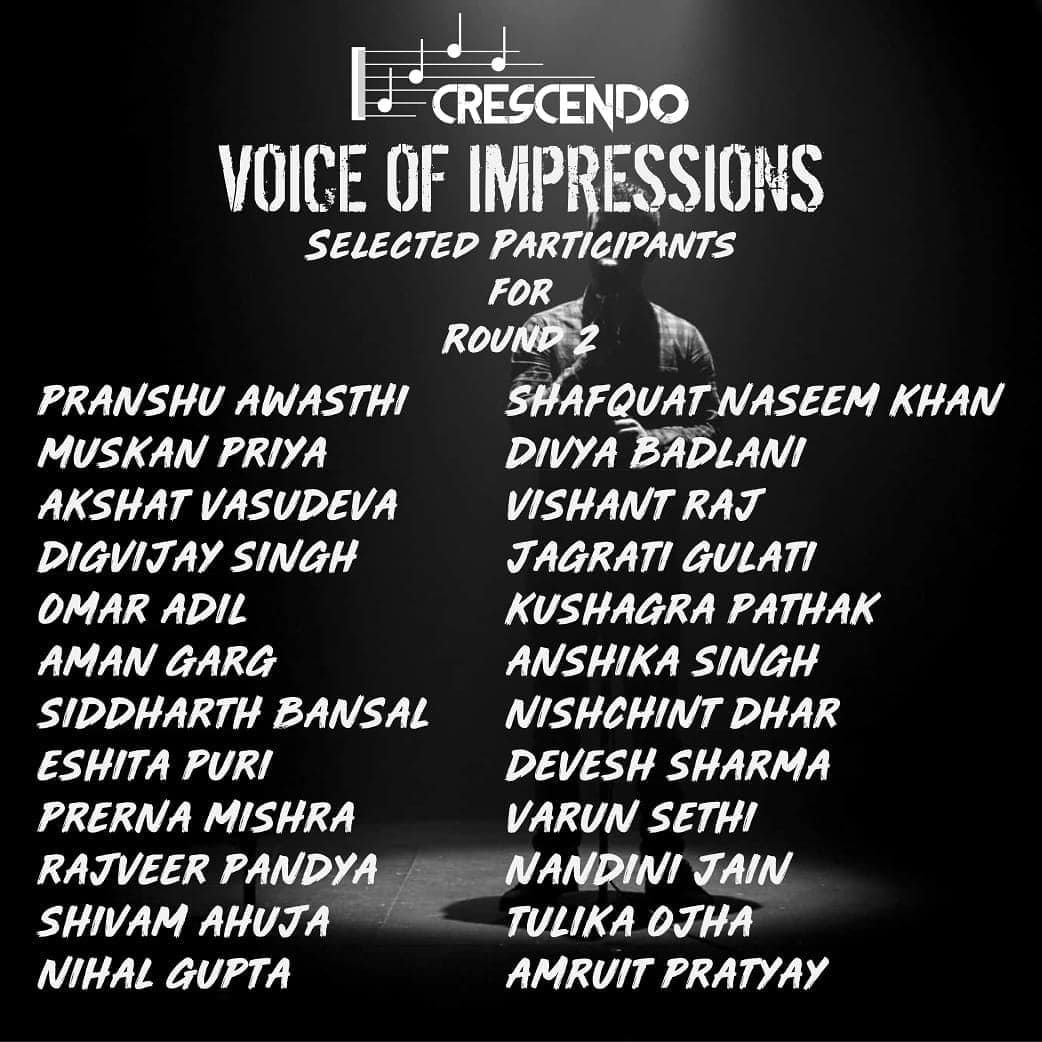 CRESCENDO
VOICE OF IMPRESSIONS
SELECTED PARTICIPANTS
FOR
ROUND 2
PRANSHU AWASTHI
MUSKAN PRIYA
AKSHAT VASUDEVA
DIGVIJAY SINGH
OMAR ADIL
AMAN GARG
SIDDHARTH BANSAL
ESHITA PURI
PRERNA MISHRA
RAJVEER PANDYA
SHIVAM AHUJA
NIHAL GUPTA
SHAFQUAT NASEEM KHAN
DIVYA BADLANI
VISHANT RAJ
JAGRATI GULATI
KUSHAGRA PATHAK
ANSHIKA SINGH
NISHCHINT DHAR
DEVESH SHARMA
VARUN SETHI
NANDINI JAIN
TULIKA OJHA
AMRUIT PRATYAY